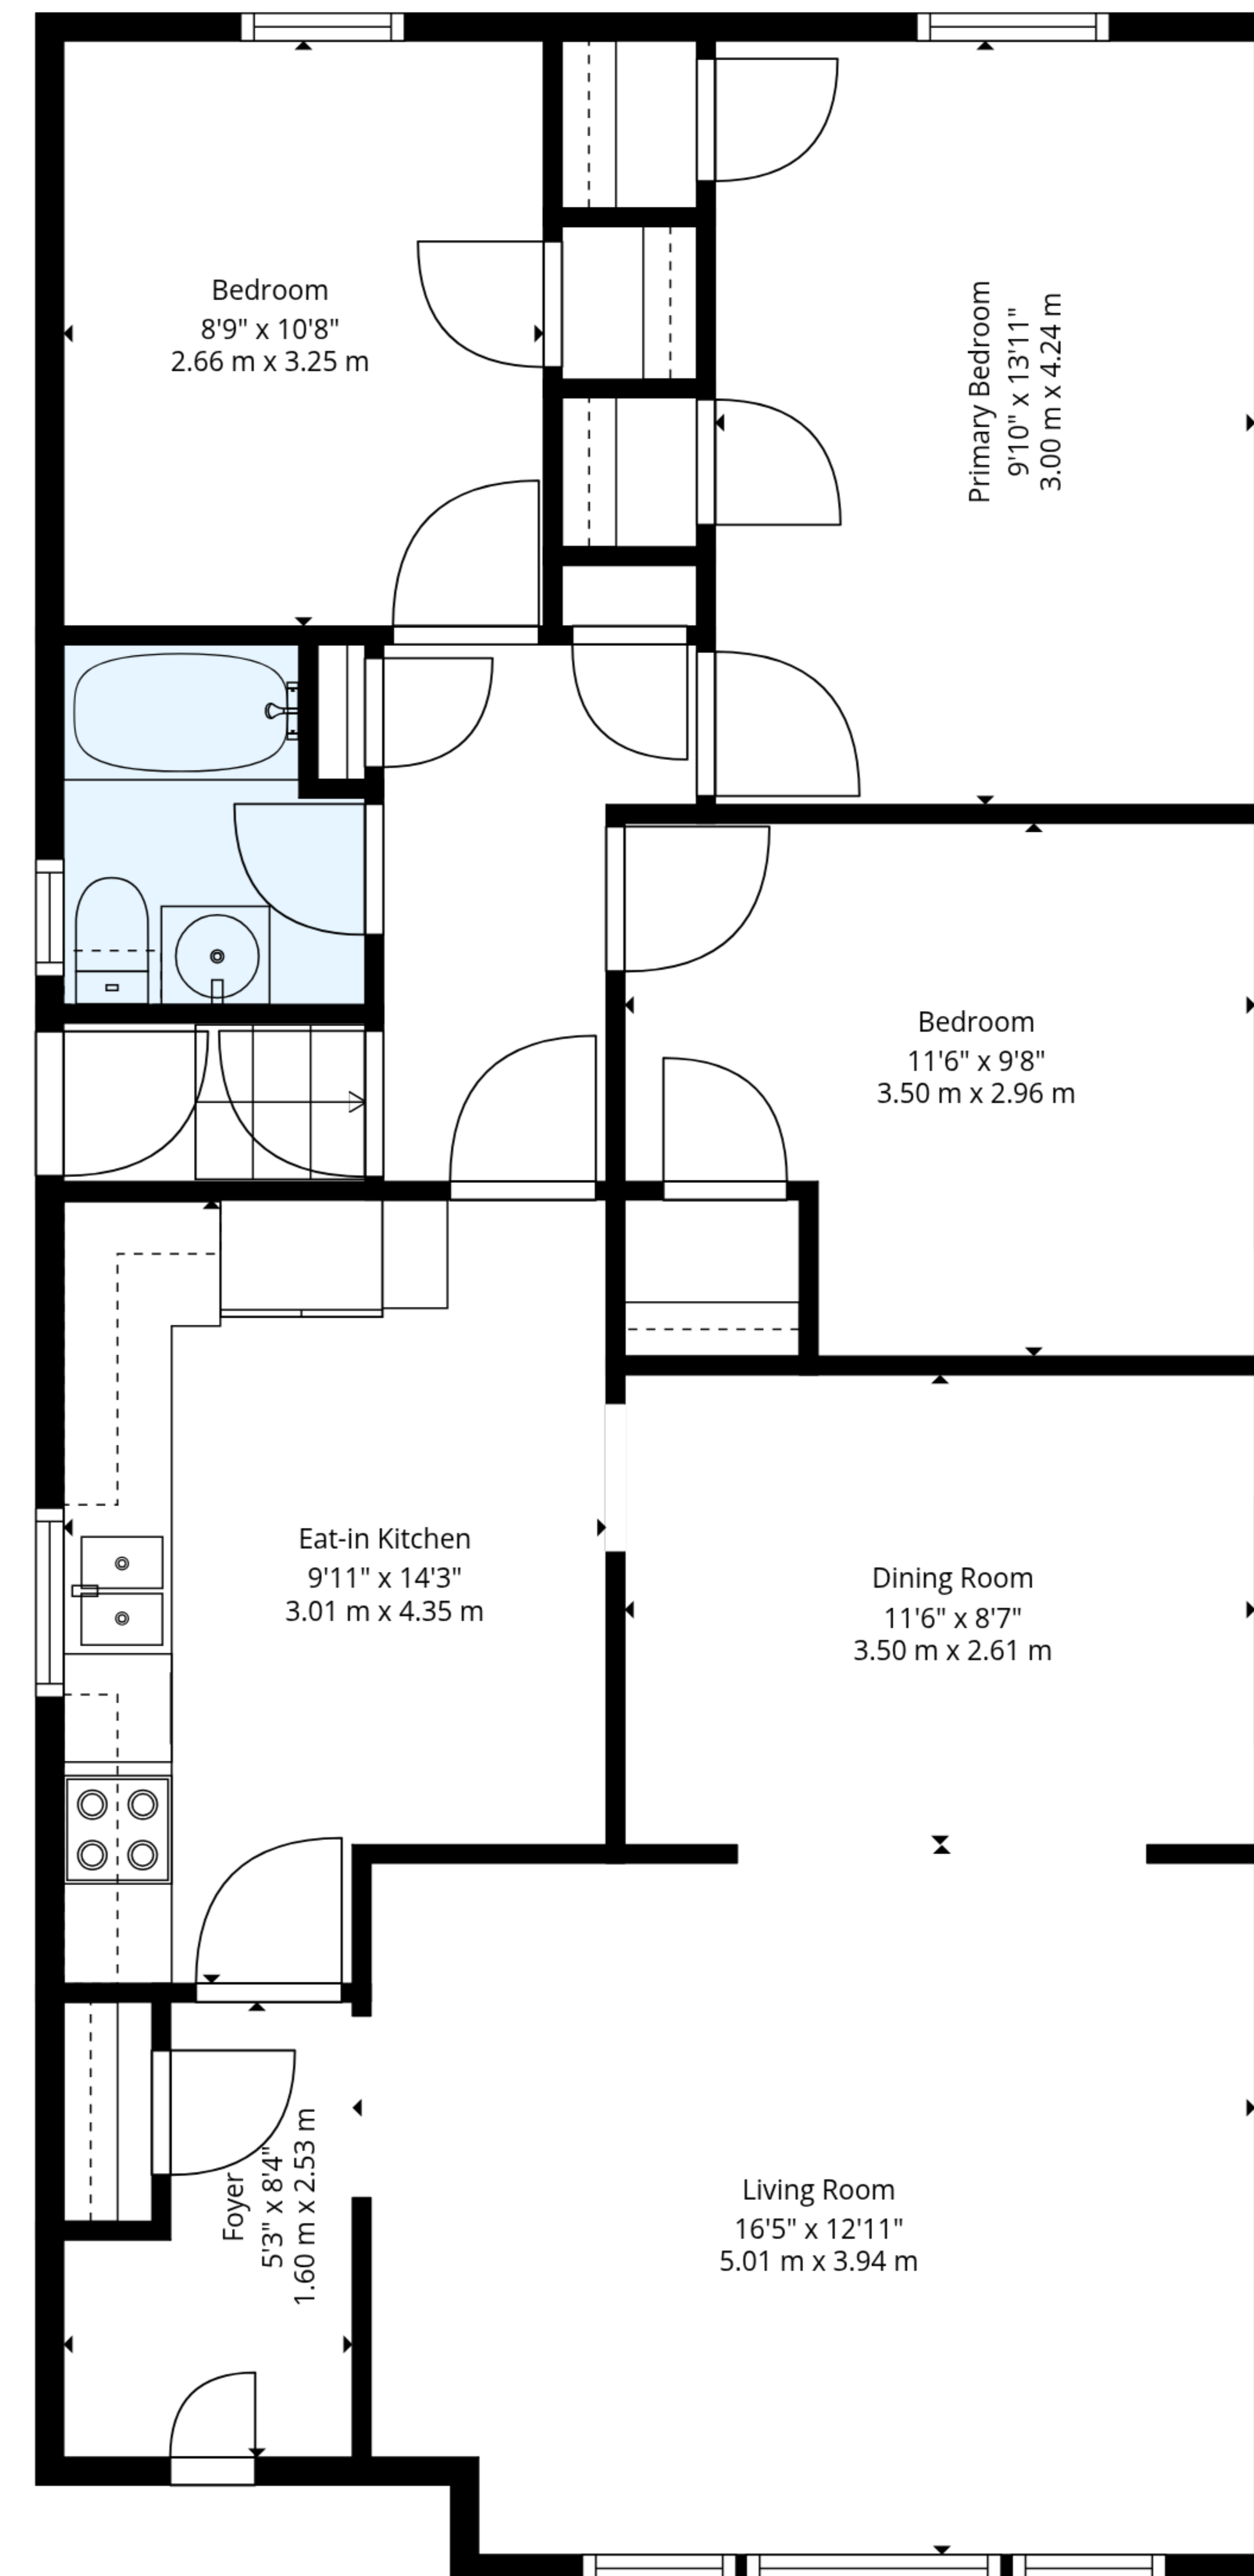 Bedroom
8'9" x 10'8"
2.66 m x 3.25 m
Primary Bedroom
9'10" x 13'11"
3.00 m x 4.24 m
Bedroom
11'6" x 9'8"
3.50 m x 2.96 m
Eat-in Kitchen
9'11" x 14'3"
3.01 m x 4.35 m
Dining Room
11'6" x 8'7"
3.50 m x 2.61 m
Foyer
5'3" x 8'4"
1.60 m x 2.53 m
Living Room
16'5" x 12'11"
5.01 m x 3.94 m